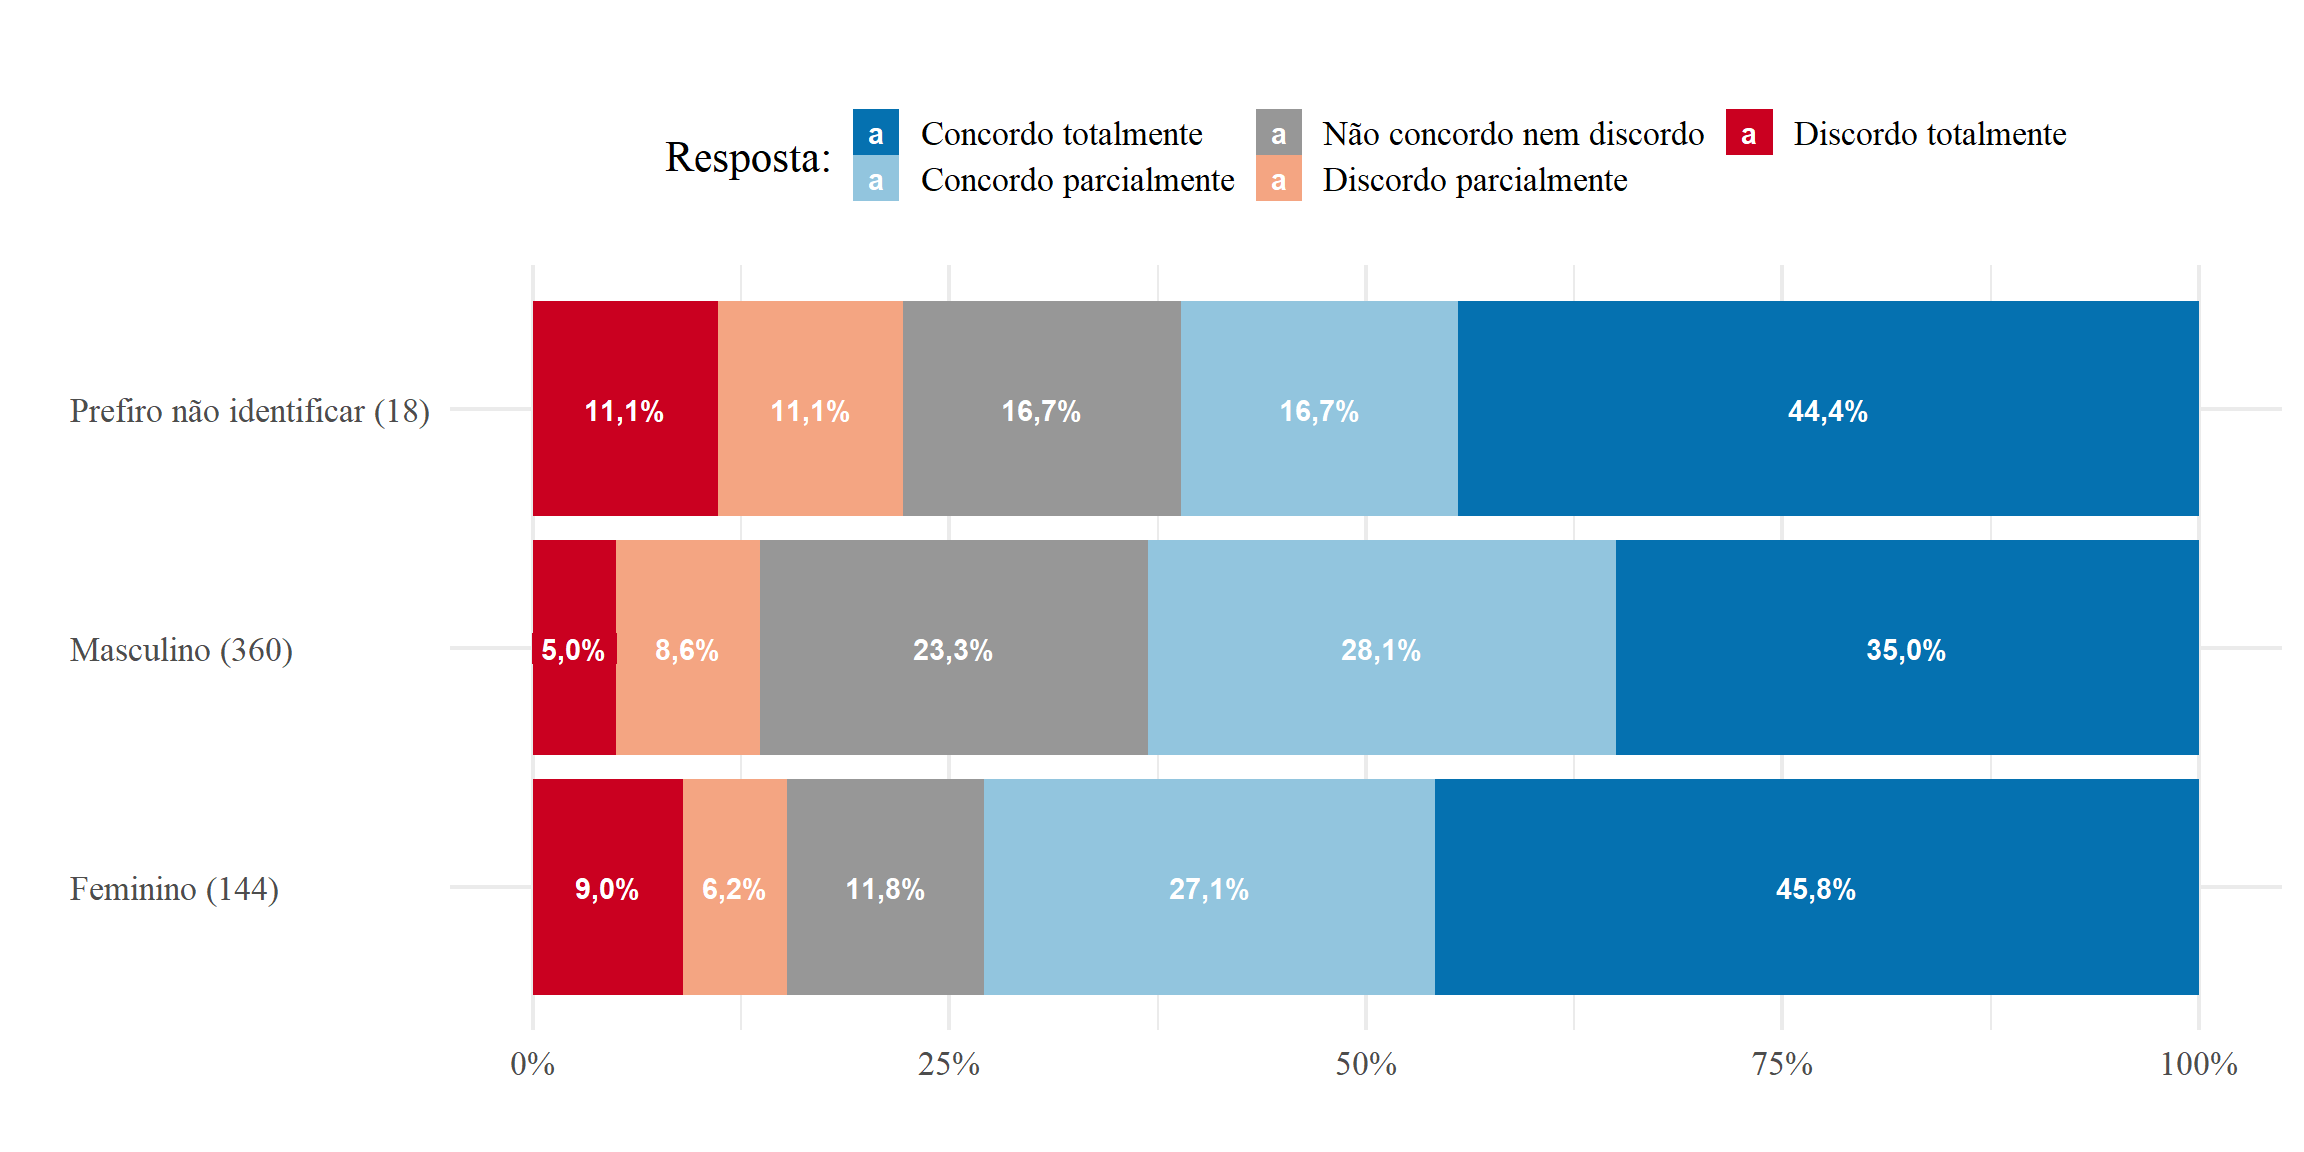 Resposta:
a Concordo totalmente
a Concordo parcialmente
a Não concordo nem discordo
a Discordo parcialmente
a Discordo totalmente
Prefiro não identificar (18)
11,1% 11,1% 16,7% 16,7% 44,4%
Masculino (360)
5,0% 8,6% 23,3% 28,1% 35,0%
Feminino (144)
9,0% 6,2% 11,8% 27,1% 45,8%
0% 25% 50% 75% 100%